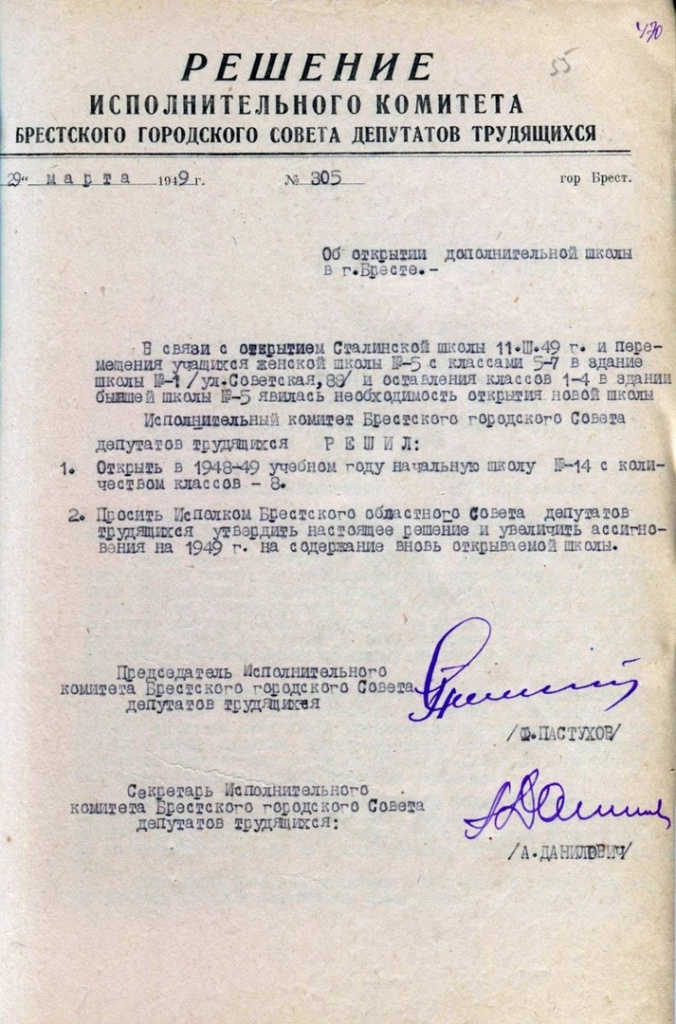 470
55
РЕШЕНИЕ
ИСПОЛНИТЕЛЬНОГО КОМИТЕТА
БРЕСТСКОГО ГОРОДСКОГО СОВЕТА ДЕПУТАТОВ ТРУДЯЩИХСЯ
29" марта 1949 г. № 305 гор Брест.
Об открытии дополнительной школы
в г.Бресте.-
В связи с открытием Сталинской школы 11.Ш.49 г. и пере-
мещения учащихся женской школы №-5 с классами 5-7 в здание
школы №-1 /ул.Советская,88/ и оставления классов 1-4 в здании
бывшей школы №-5 явилась необходимость открытия новой школы
Исполнительный комитет Брестского городского Совета
депутатов трудящихся РЕШИЛ:
1. Открыть в 1948-49 учебном году начальную школу №-14 с коли-
чеством классов - 8.
2. Просить Исполком Брестского областного Совета депутатов
трудящихся утвердить настоящее решение и увеличить ассигно-
вения на 1949 г. на содержание вновь открываемой школы.
Председатель Исполнительного
комитета Брестского городского Совета
депутатов трудящихся
/Ф.ПАСТУХОВ/
Секретарь Исполнительного
комитета Брестского городского Совета
депутатов трудящихся:
/А.ДАНИЛЕВИЧ/